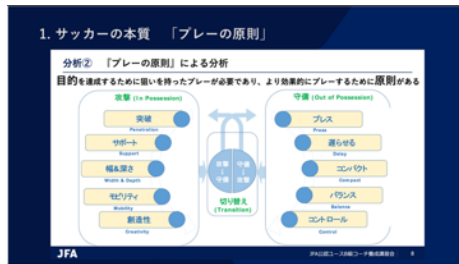 1. サッカーの本質 「プレーの原則」
分析② 『プレーの原則』による分析
目的を達成するために狙いを持ったプレーが必要であり、より効果的にプレーするために原則がある
攻撃 (In Possession)
突破
Penetration
サポート
Support
幅&深さ
Width & Depth
モビリティ
Mobility
創造性
Creativity
攻撃
↓
守備
守備
↓
攻撃
切り替え
(Transition)
守備 (Out of Possession)
プレス
Press
遅らせる
Delay
コンパクト
Compact
バランス
Balance
コントロール
Control
JFA
JFA公認ユースB級コーチ養成講習会 8